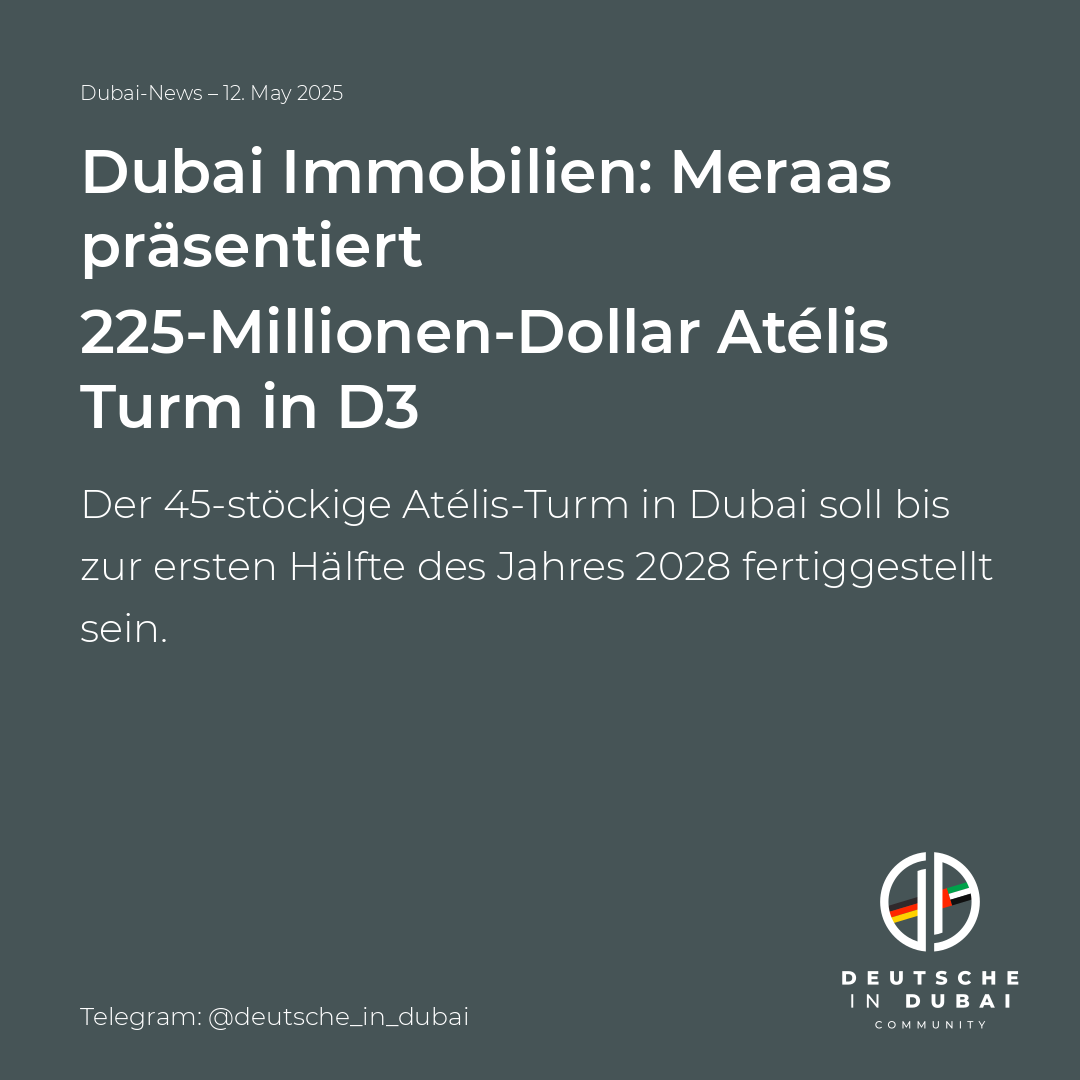 Dubai-News – 12. May 2025
Dubai Immobilien: Meraas
präsentiert
225-Millionen-Dollar Atélis
Turm in D3
Der 45-stöckige Atélis-Turm in Dubai soll bis
zur ersten Hälfte des Jahres 2028 fertiggestellt
sein.
DEUTSCHE
IN DUBAI
COMMUNITY
Telegram: @deutsche_in_dubai